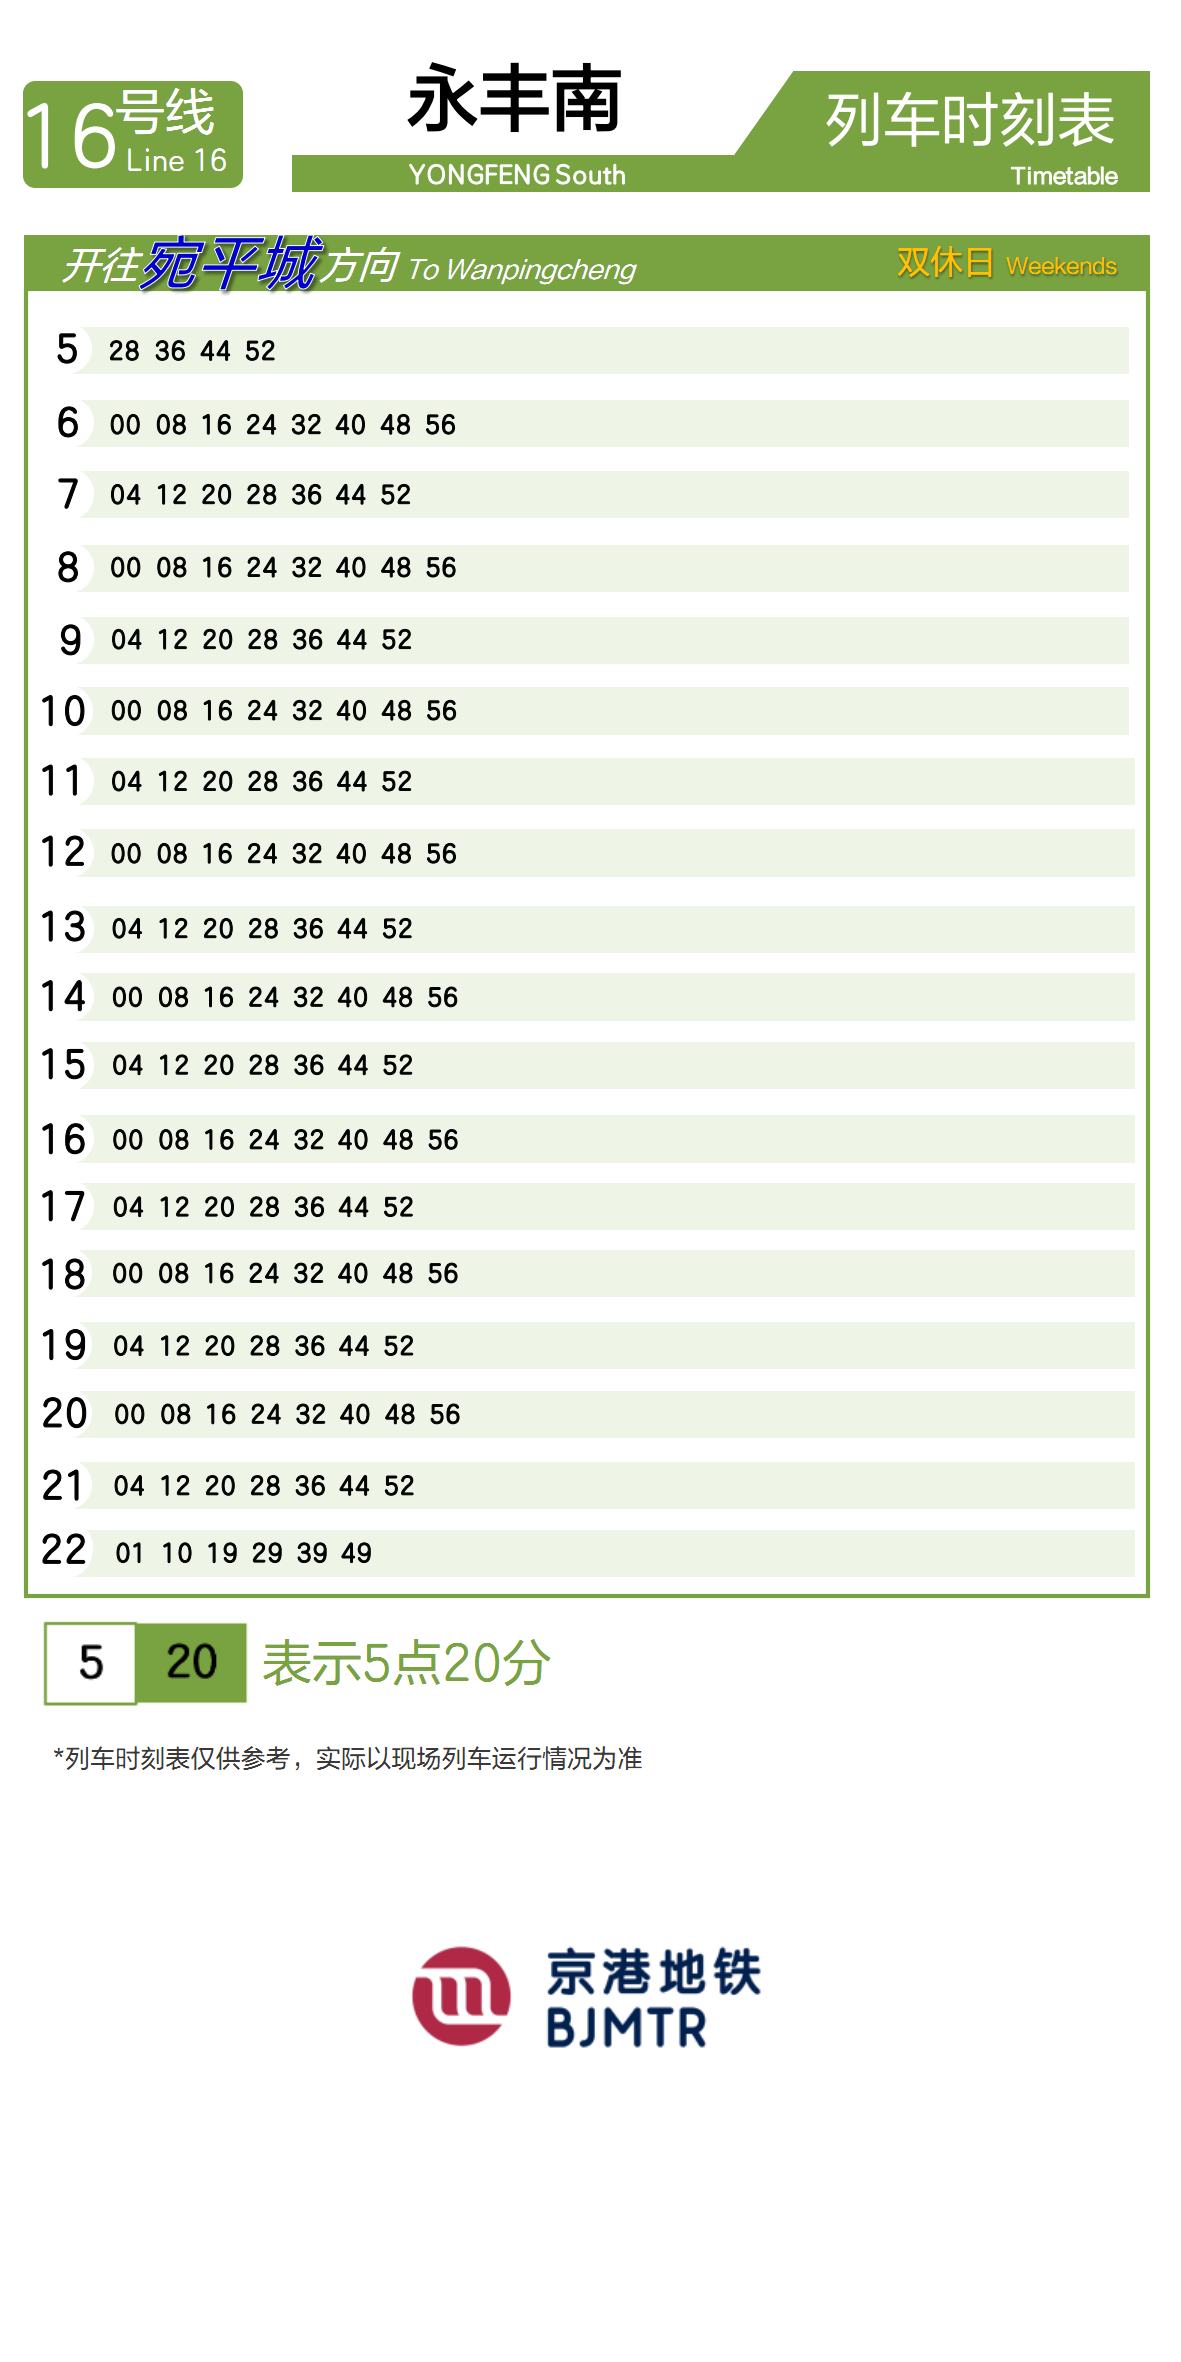 16号线 Line 16
永丰南
YONGFENG South
列车时刻表
Timetable
开往宛平城方向 To Wanpingcheng 双休日 Weekends
5 28 36 44 52
6 00 08 16 24 32 40 48 56
7 04 12 20 28 36 44 52
8 00 08 16 24 32 40 48 56
9 04 12 20 28 36 44 52
10 00 08 16 24 32 40 48 56
11 04 12 20 28 36 44 52
12 00 08 16 24 32 40 48 56
13 04 12 20 28 36 44 52
14 00 08 16 24 32 40 48 56
15 04 12 20 28 36 44 52
16 00 08 16 24 32 40 48 56
17 04 12 20 28 36 44 52
18 00 08 16 24 32 40 48 56
19 04 12 20 28 36 44 52
20 00 08 16 24 32 40 48 56
21 04 12 20 28 36 44 52
22 01 10 19 29 39 49
5 20 表示5点20分
*列车时刻表仅供参考，实际以现场列车运行情况为准
京港地铁
BJMTR